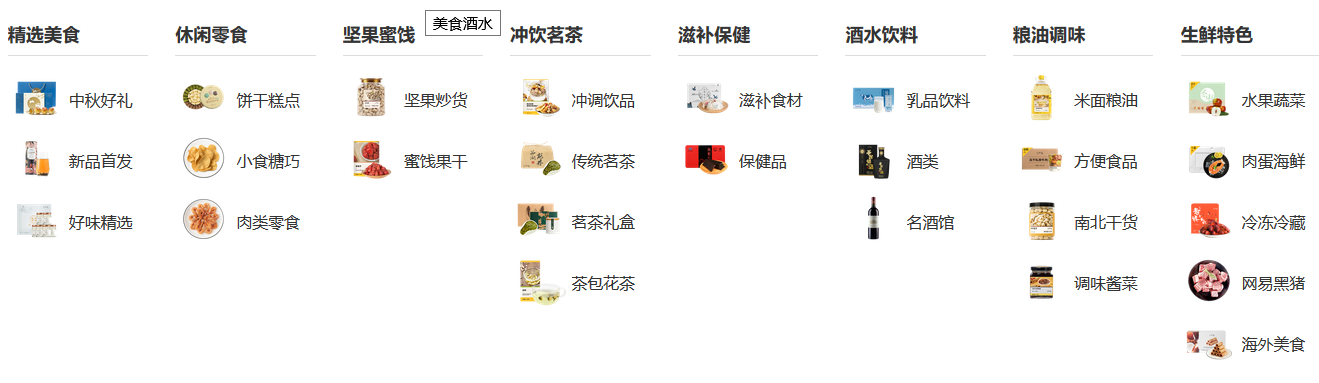 美食酒水
精选美食
中秋好礼
新品首发
好味精选
休闲零食
饼干糕点
小食糖巧
肉类零食
坚果蜜饯
坚果炒货
蜜饯果干
冲饮茗茶
冲调饮品
传统茗茶
茗茶礼盒
茶包花茶
滋补保健
滋补食材
保健品
酒水饮料
乳品饮料
酒类
名酒馆
粮油调味
米面粮油
方便食品
南北干货
调味酱菜
生鲜特色
水果蔬菜
肉蛋海鲜
冷冻冷藏
网易黑猪
海外美食